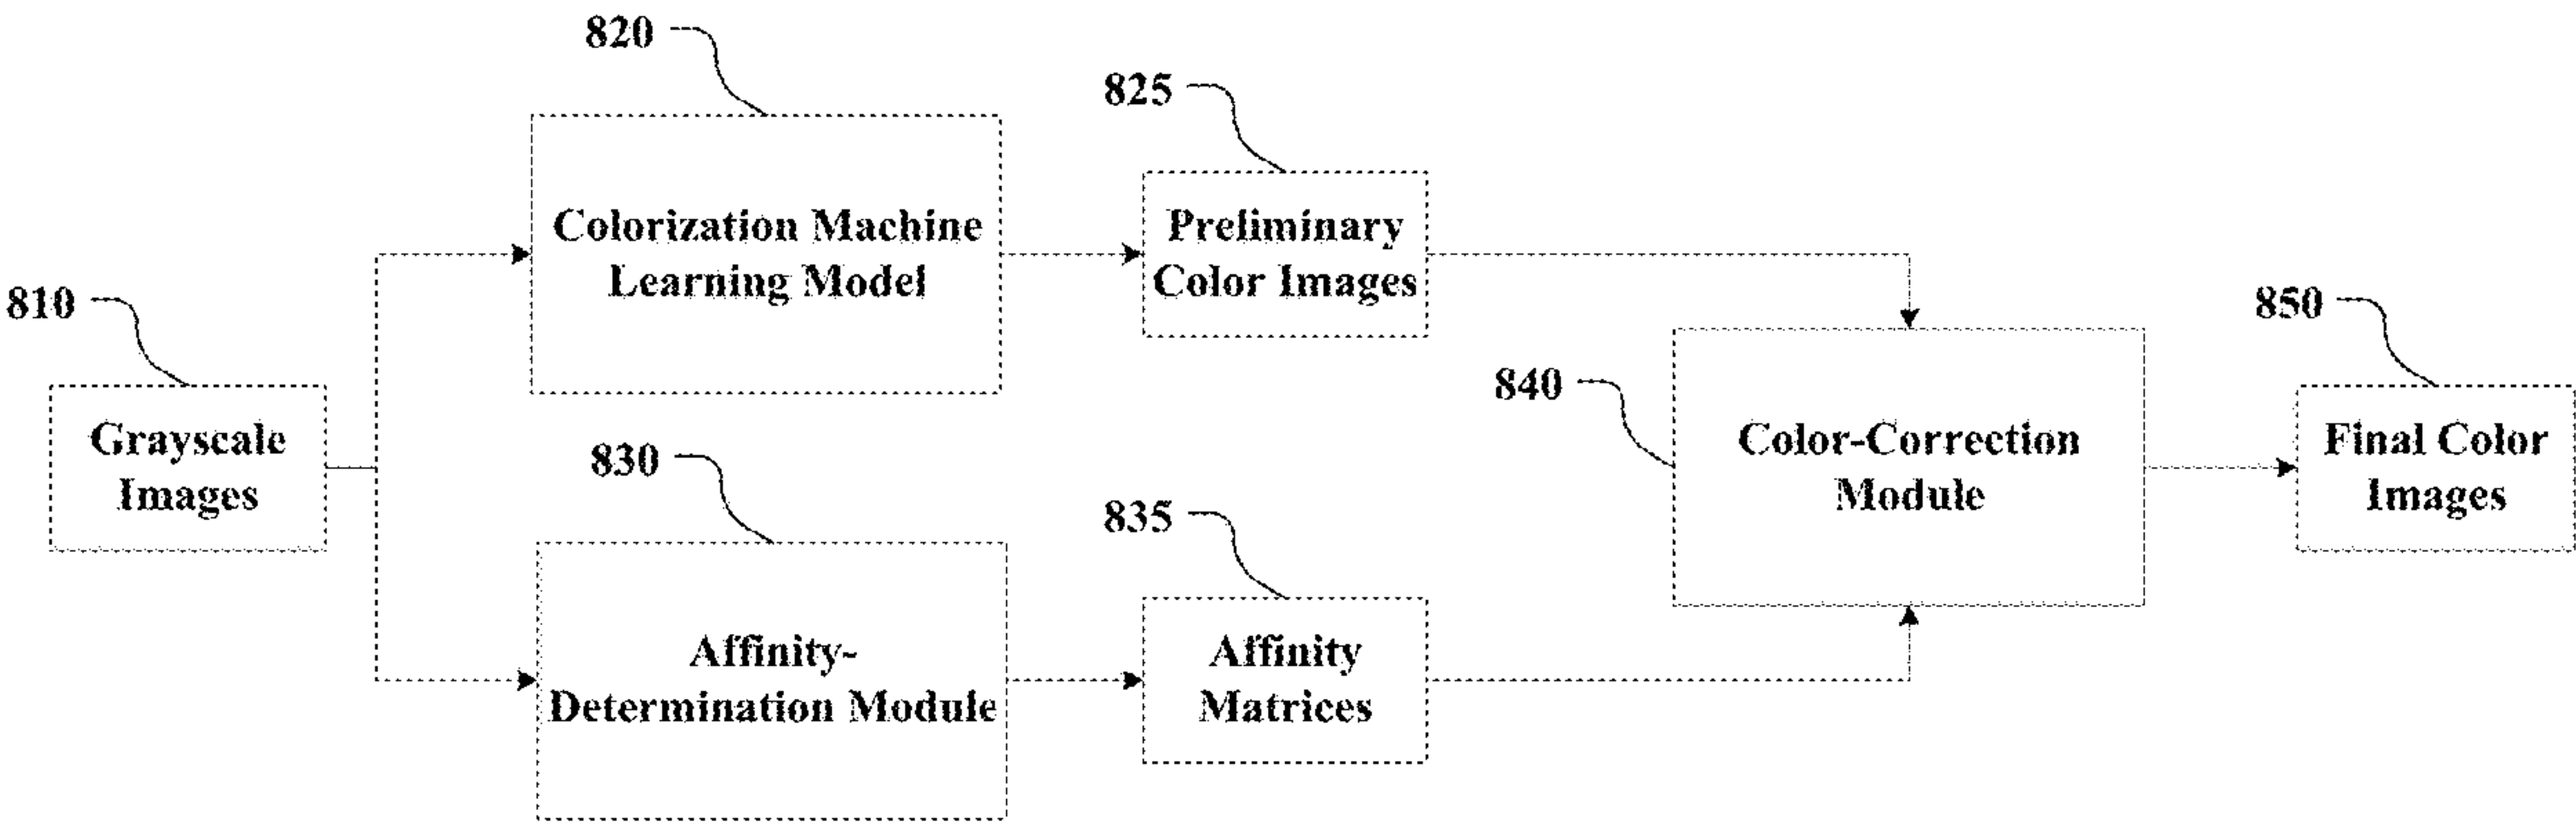 820
Colorization Machine
Learning Model
825
Preliminary
Color Images
810
Grayscale
Images
830
Affinity-
Determination Module
835
Affinity
Matrices
840
Color-Correction
Module
850
Final Color
Images